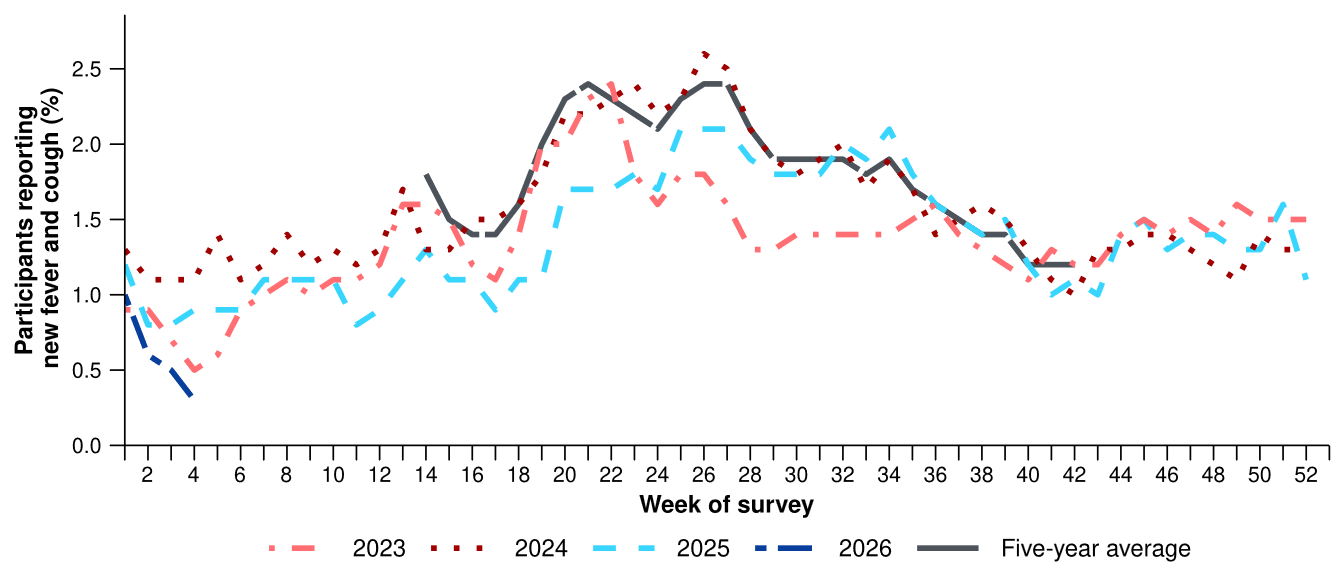 Participants reporting
new fever and cough (%)
2.5
2.0
1.5
1.0
0.5
0.0
2 4 6 8 10 12 14 16 18 20 22 24 26 28 30 32 34 36 38 40 42 44 46 48 50 52
Week of survey
2023 2024 2025 2026 Five-year average